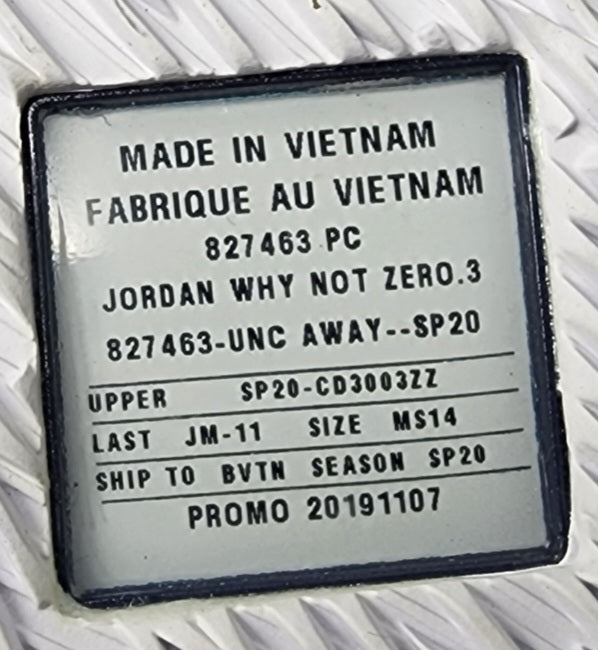 MADE IN VIETNAM
FABRIQUE AU VIETNAM
827463 PC
JORDAN WHY NOT ZERO.3
827463-UNC AWAY--SP20
UPPER SP20-CD3003ZZ
LAST JM-11 SIZE MS14
SHIP TO BVTN SEASON SP20
PROMO 20191107